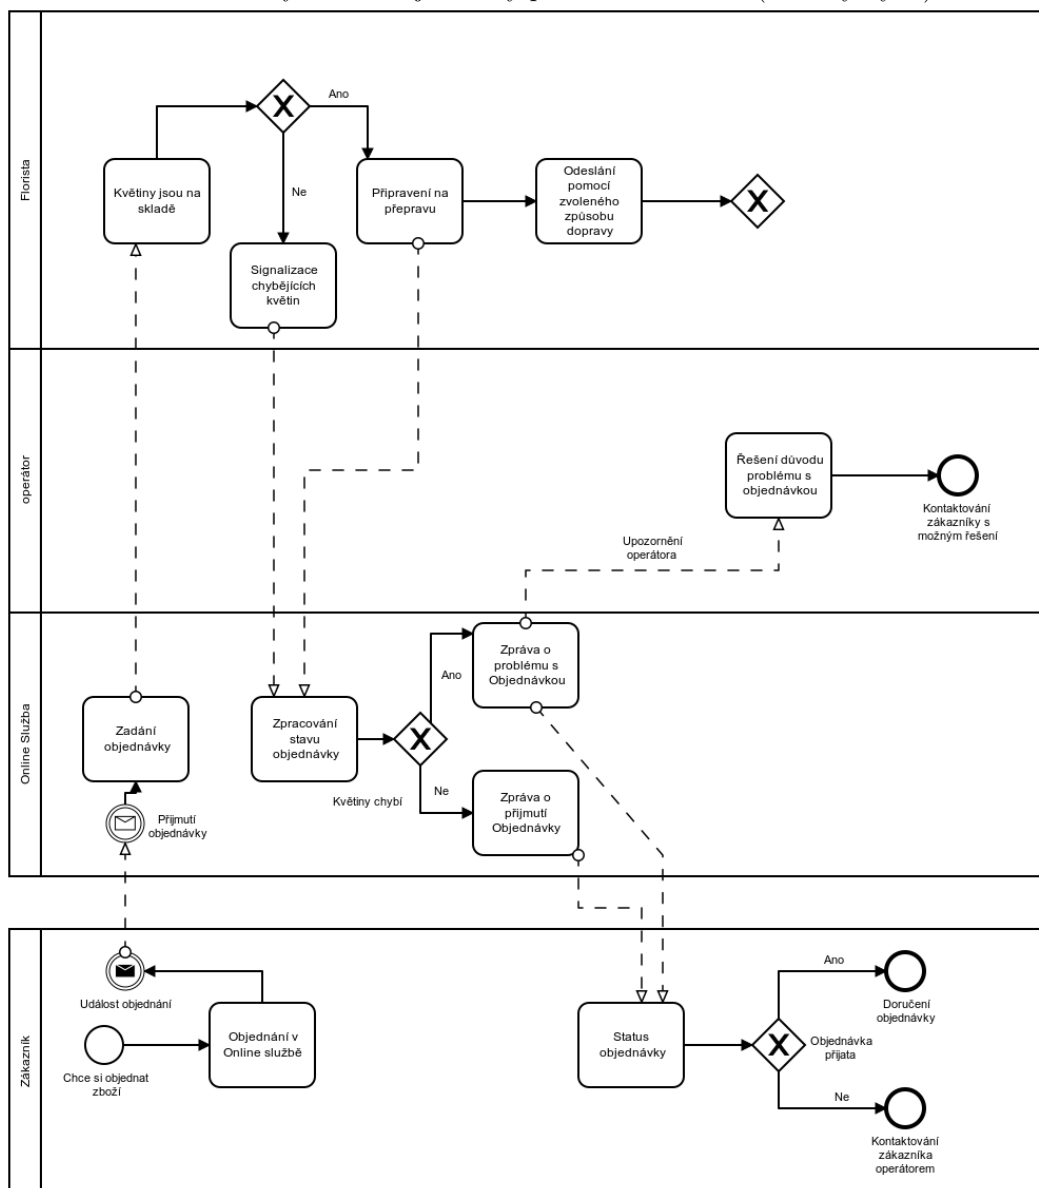 Florista
Ano
Květiny jsou na
skladě
Ne
Připravení na
přepravu
Odeslání
pomocí
zvoleného
způsobu
dopravy
Signalizace
chybějících
květin
operátor
Řešení důvodu
problému s
objednávkou
Kontaktování
zákazníky s
možným řešení
Upozornění
operátora
Online Služba
Zadání
objednávky
Přijmutí
objednávky
Zpracování
stavu
objednávky
Květiny chybí
Ano
Ne
Zpráva o
problému s
Objednávkou
Zpráva o
přijmutí
Objednávky
Zákazník
Událost objednání
Chce si objednat
zboží
Objednání v
Online službě
Status
objednávky
Objednávka
přijata
Ano
Ne
Doručení
objednávky
Kontaktování
zákazníka
operátorem